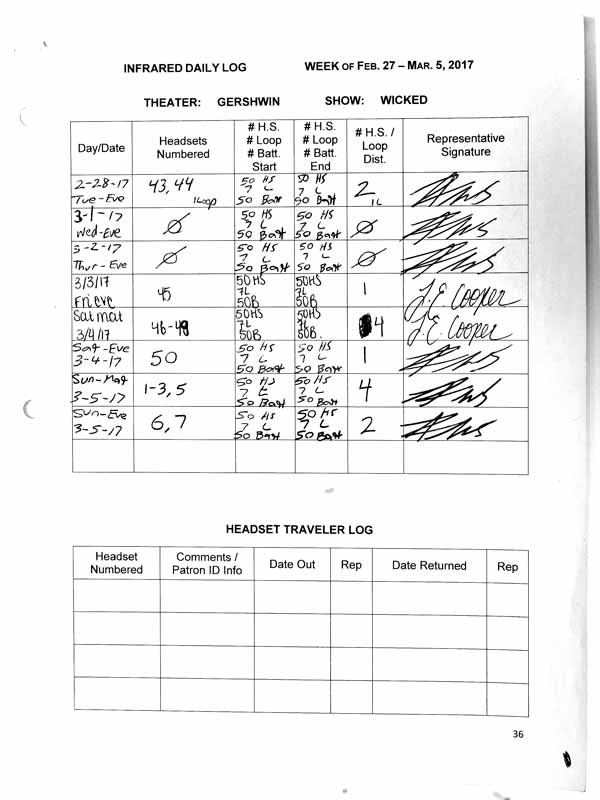 INFRARED DAILY LOG WEEK OF FEB. 27 – MAR. 5, 2017
THEATER: GERSHWIN SHOW: WICKED
Day/Date
Headsets
Numbered
# H.S.
# Loop
# Batt.
Start
# H.S.
# Loop
# Batt.
End
# H.S. /
Loop
Dist.
Representative
Signature
2-28-17
Tue-Eve
43, 44
1Loop
50 HS
7 L
50 Batt
50 HS
7 L
50 Batt
2
1L
3-1-17
Wed-Eve
Ø
50 HS
7 L
50 Batt
50 HS
7 L
50 Batt
Ø
3-2-17
Thur-Eve
Ø
50 HS
7 L
50 Batt
50 HS
7 L
50 Batt
Ø
3/3/17
Fri eve
45
50HS
7L
50B
50HS
7L
50B
1
J.E. Cooper
Sat mat
3/4/17
46-49
50HS
7L
50B
50HS
7L
50B.
4
J.E. Cooper
Sat-Eve
3-4-17
50
50 HS
7 L
50 Batt
50 HS
7 L
50 Batt
1
Sun-Mat
3-5-17
1-3, 5
50 HS
7 L
50 Batt
50 HS
7 L
50 Batt
4
Sun-Eve
3-5-17
6, 7
50 HS
7 L
50 Batt
50 HS
7 L
50 Batt
2
HEADSET TRAVELER LOG
Headset
Numbered
Comments /
Patron ID Info
Date Out
Rep
Date Returned
Rep
36